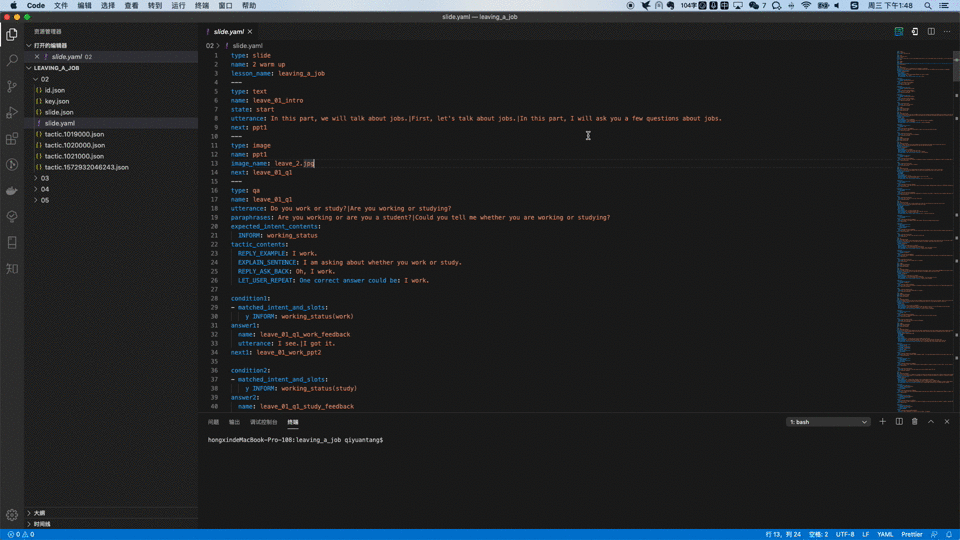 Code 文件 编辑 选择 查看 转到 运行 终端 窗口 帮助 104字 7 周三 下午1:48
slide.yaml — leaving_a_job
资源管理器
打开的编辑器
slide.yaml 02
LEAVING_A_JOB
02
id.json
key.json
slide.json
slide.yaml
tactic.1019000.json
tactic.1020000.json
tactic.1021000.json
tactic.1572932046243.json
03
04
05
大纲
时间线
slide.yaml
02 > slide.yaml
1 type: slide
2 name: 2 warm up
3 lesson_name: leaving_a_job
4 ---
5 type: text
6 name: leave_01_intro
7 state: start
8 utterance: In this part, we will talk about jobs.|First, let's talk about jobs.|In this part, I will ask you a few questions about jobs.
9 next: ppt1
10 ---
11 type: image
12 name: ppt1
13 image_name: leave_2.jpg
14 next: leave_01_q1
15 ---
16 type: qa
17 name: leave_01_q1
18 utterance: Do you work or study?|Are you working or studying?
19 paraphrases: Are you working or are you a student?|Could you tell me whether you are working or studying?
20 expected_intent_contents:
21 INFORM: working_status
22 tactic_contents:
23 REPLY_EXAMPLE: I work.
24 EXPLAIN_SENTENCE: I am asking about whether you work or study.
25 REPLY_ASK_BACK: Oh, I work.
26 LET_USER_REPEAT: One correct answer could be: I work.
27
28 condition1:
29 - matched_intent_and_slots:
30 y INFORM: working_status(work)
31 answer1:
32 name: leave_01_q1_work_feedback
33 utterance: I see.|I got it.
34 next1: leave_01_work_ppt2
35
36 condition2:
37 - matched_intent_and_slots:
38 y INFORM: working_status(study)
39 answer2:
40 name: leave_01_q1_study_feedback
问题 输出 调试控制台 终端
1: bash
hongxindeMacBook-Pro-106:leaving_a_job qiyuantang$
0 0 行 13，列 24 空格: 2 UTF-8 LF YAML Prettier